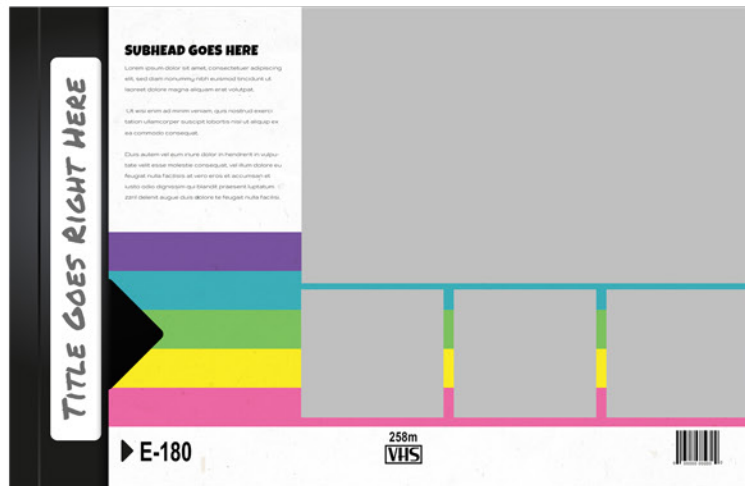 TITLE GOES RIGHT HERE
SUBHEAD GOES HERE
Lorem ipsum dolor sit amet, consectetuer adipiscing
elit, sed diam nonummy nibh euismod tincidunt ut
laoreet dolore magna aliquam erat volutpat.
Ut wisi enim ad minim veniam, quis nostrud exerci-
tation ullamcorper suscipit lobortis nisl ut aliquip ex
ea commodo consequat.
Duis autem vel eum iriure dolor in hendrerit in vulpu-
tate velit esse molestie consequat, vel illum dolore eu
feugiat nulla facilisis at vero eros et accumsan et
iusto odio dignissim qui blandit praesent luptatum
zzril delenit augue duis dolore te feugait nulla facilisi.
E-180
258m
VHS